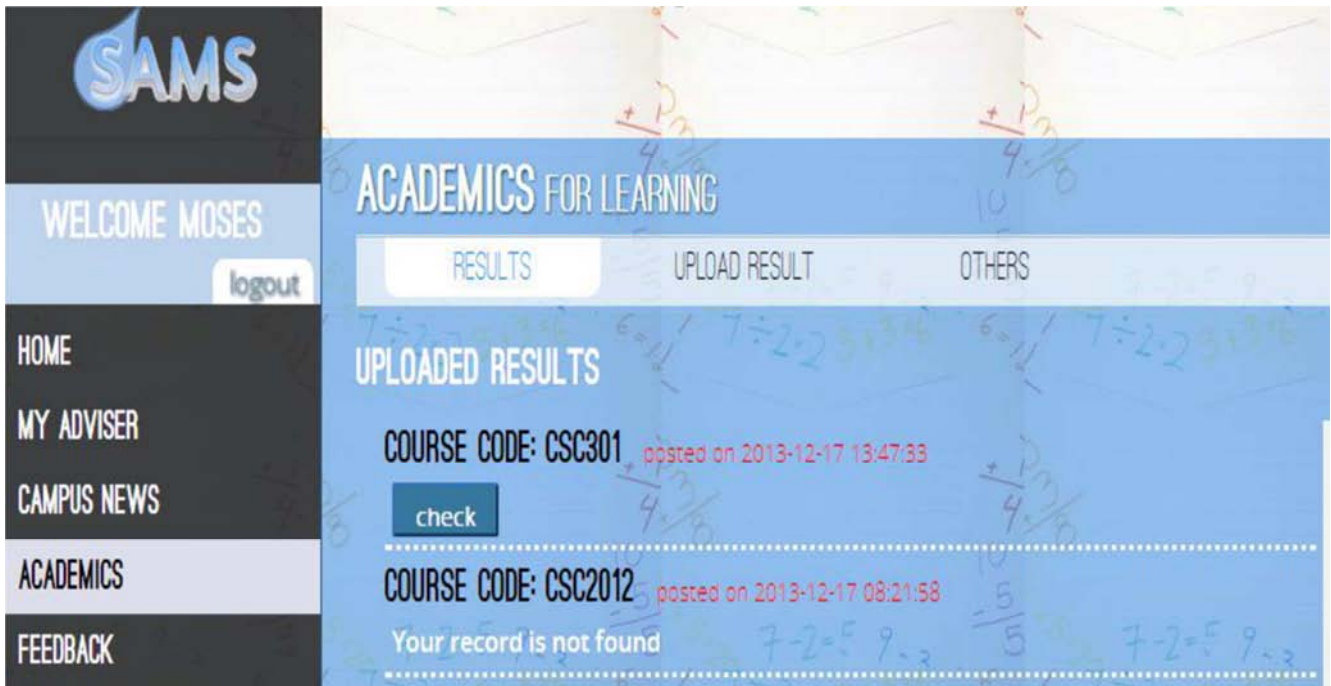 SAMS
WELCOME MOSES
logout
HOME
MY ADVISER
CAMPUS NEWS
ACADEMICS
FEEDBACK
ACADEMICS FOR LEARNING
RESULTS UPLOAD RESULT OTHERS
UPLOADED RESULTS
COURSE CODE: CSC301 posted on 2013-12-17 13:47:33
check
COURSE CODE: CSC2012 posted on 2013-12-17 08:21:58
Your record is not found